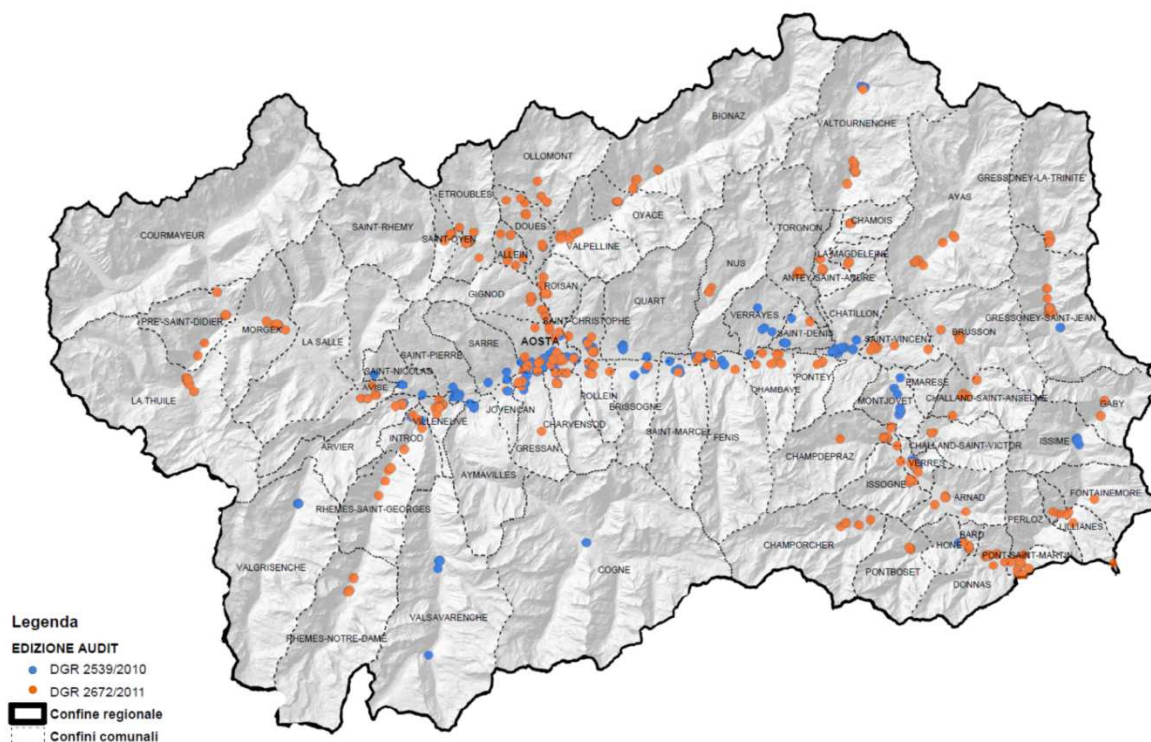 BIONAZ
VALTOURNENCHE
OLLOMONT
GRESSONEY-LA-TRINITE
ETROUBLES
AYAS
OYACE
COURMAYEUR
SAINT-RHEMY
SAINT-OYEN
DOUES
CHAMOIS
TORGNON
VALPELLINE
ALLEIN
LA-MAGDELEINE
NUS
ANTEY-SAINT-ANDRE
ROISAN
GIGNOD
QUART
VERRAYES
CHATILLON
GRESSONEY-SAINT-JEAN
PRE-SAINT-DIDIER
MORGEX
SAINT-CHRISTOPHE
SAINT-DENIS
BRUSSON
LA SALLE
SARRE
AOSTA
SAINT-VINCENT
SAINT-PIERRE
SAINT-NICOLAS
EMARESE
PONTEY
AVISE
CHAMBAVE
LA-THUILE
POLLEIN
MONTJOVET
CHALLAND-SAINT-ANSELME
GABY
JOVENCAN
BRISSOGNE
VILLENEUVE
CHARVENSOD
SAINT-MARCEL
FENIS
INTROD
ISSIME
ARVIER
GRESSAN
CHALLAND-SAINT-VICTOR
CHAMPDEPRAZ
VERRES
AYMAVILLES
ISSOGNE
FONTAINEMORE
ARNAD
RHEMES-SAINT-GEORGES
PERLOZ
LILLIANES
BARD
CHAMPORCHER
HONE
PONT-SAINT-MARTIN
VALGRISENCHE
COGNE
PONTBOSET
DONNAS
VALSAVARENCHE
RHEMES-NOTRE-DAME
Legenda
EDIZIONE AUDIT
DGR 2539/2010
DGR 2672/2011
Confine regionale
Confini comunali